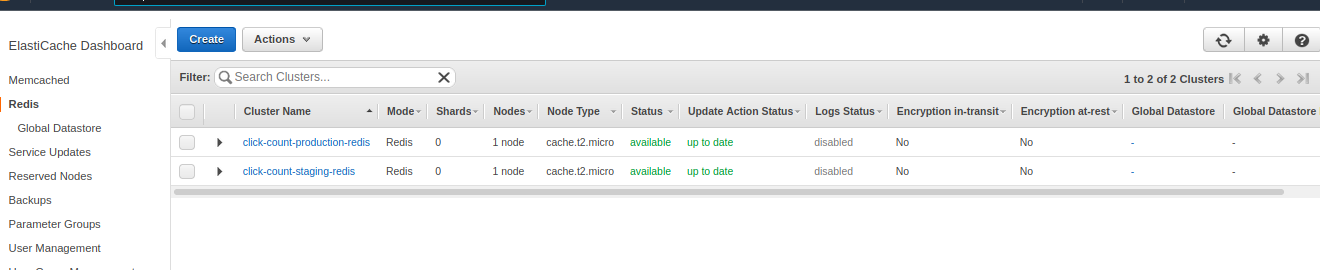 ElastiCache Dashboard
Memcached
Redis
Global Datastore
Service Updates
Reserved Nodes
Backups
Parameter Groups
User Management
Create Actions
Filter: Search Clusters... 1 to 2 of 2 Clusters
Cluster Name Mode Shards Nodes Node Type Status Update Action Status Logs Status Encryption in-transit Encryption at-rest Global Datastore Global Datastore
click-count-production-redis Redis 0 1 node cache.t2.micro available up to date disabled No No - -
click-count-staging-redis Redis 0 1 node cache.t2.micro available up to date disabled No No - -